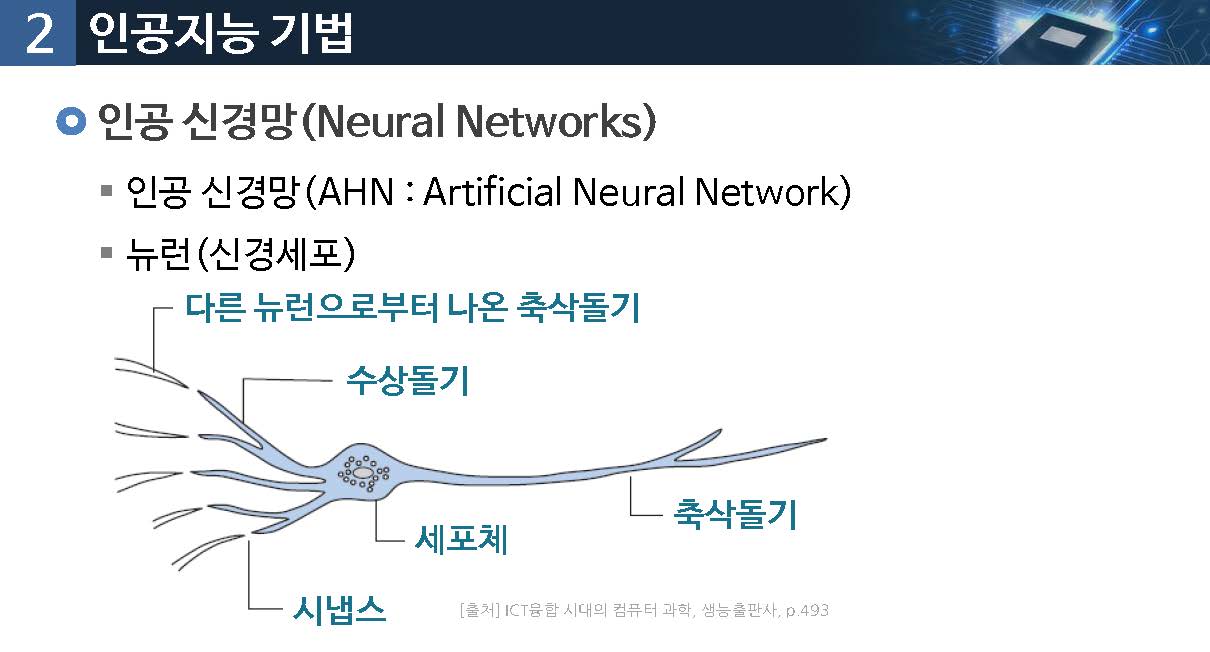 2 인공지능 기법
인공 신경망(Neural Networks)
인공 신경망(AHN : Artificial Neural Network)
뉴런(신경세포)
다른 뉴런으로부터 나온 축삭돌기
수상돌기
축삭돌기
세포체
시냅스
[출처] ICT융합 시대의 컴퓨터 과학, 생능출판사, p.493